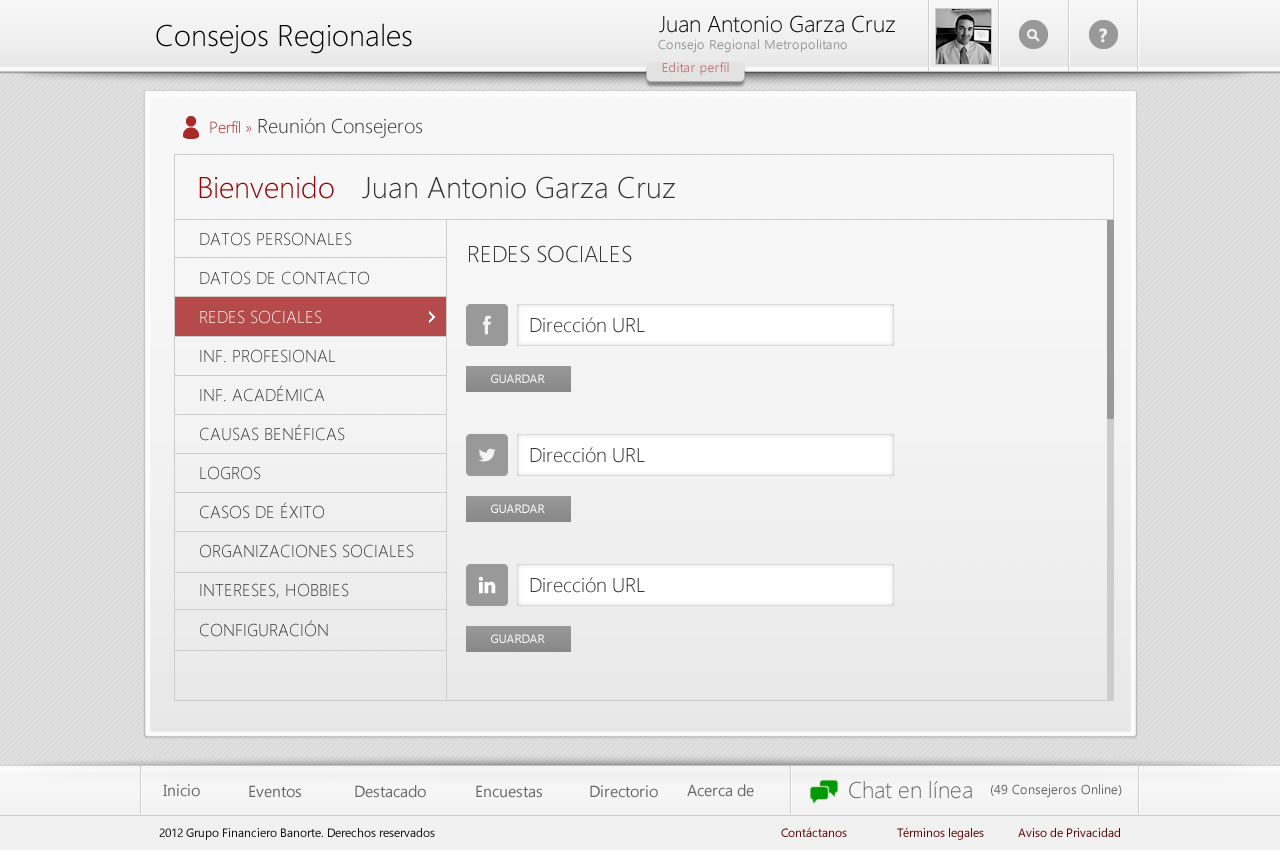 Consejos Regionales
Juan Antonio Garza Cruz
Consejo Regional Metropolitano
Editar perfil
?
Perfíl » Reunión Consejeros
Bienvenido Juan Antonio Garza Cruz
DATOS PERSONALES
DATOS DE CONTACTO
REDES SOCIALES
INF. PROFESIONAL
INF. ACADÉMICA
CAUSAS BENÉFICAS
LOGROS
CASOS DE ÉXITO
ORGANIZACIONES SOCIALES
INTERESES, HOBBIES
CONFIGURACIÓN
REDES SOCIALES
f Dirección URL
GUARDAR
Dirección URL
GUARDAR
in Dirección URL
GUARDAR
Inicio Eventos Destacado Encuestas Directorio Acerca de
Chat en línea (49 Consejeros Online)
2012 Grupo Financiero Banorte. Derechos reservados
Contáctanos Términos legales Aviso de Privacidad